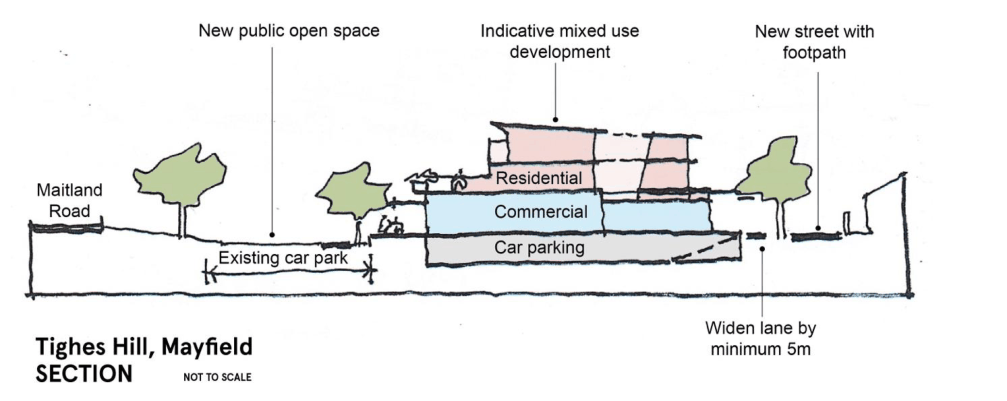 New public open space
Indicative mixed use
development
New street with
footpath
Maitland
Road
Residential
Commercial
Car parking
Existing car park
Widen lane by
minimum 5m
Tighes Hill, Mayfield
SECTION
NOT TO SCALE